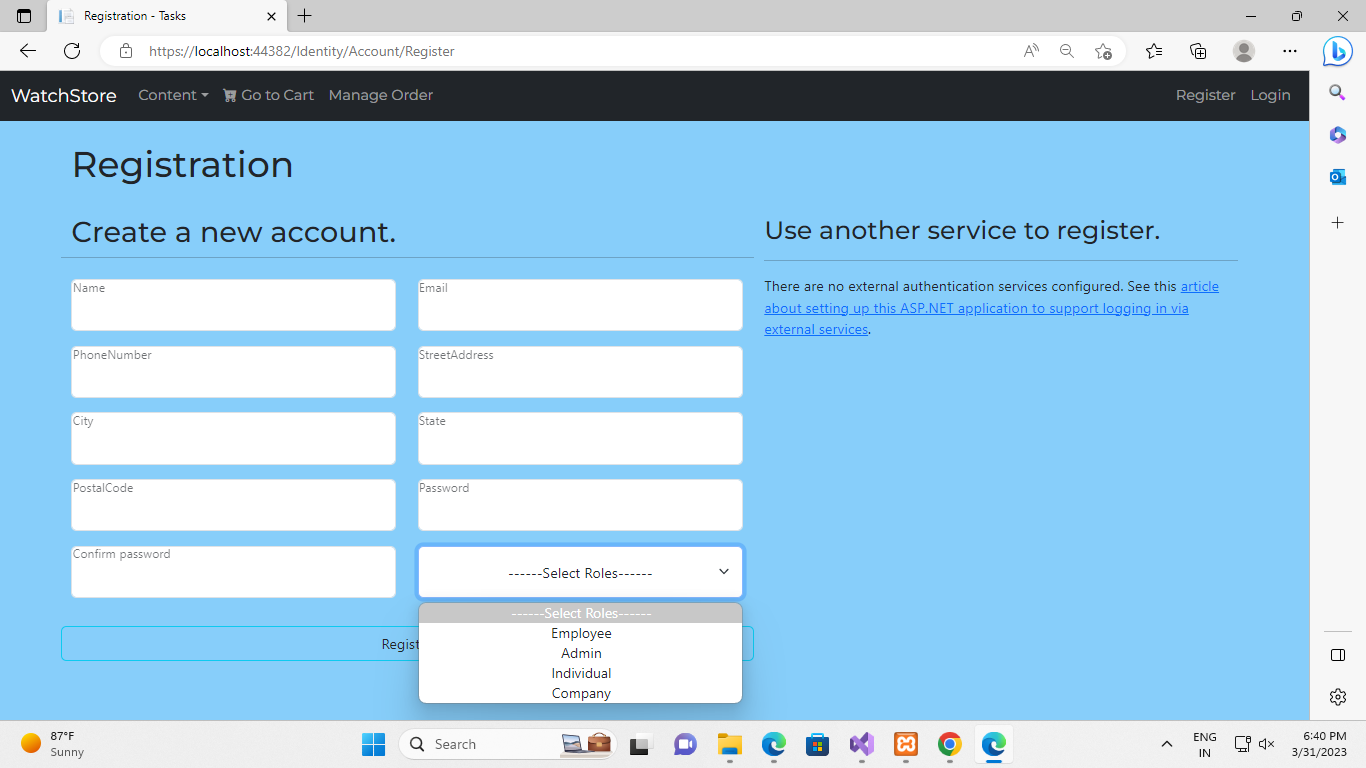 Registration - Tasks
https://localhost:44382/Identity/Account/Register
WatchStore Content Go to Cart Manage Order Register Login
Registration
Create a new account.
Name Email
PhoneNumber StreetAddress
City State
PostalCode Password
Confirm password ------Select Roles------
------Select Roles------
Employee
Admin
Individual
Company
Use another service to register.
There are no external authentication services configured. See this article
about setting up this ASP.NET application to support logging in via
external services.
87°F
Sunny
Search
ENG
IN
6:40 PM
3/31/2023